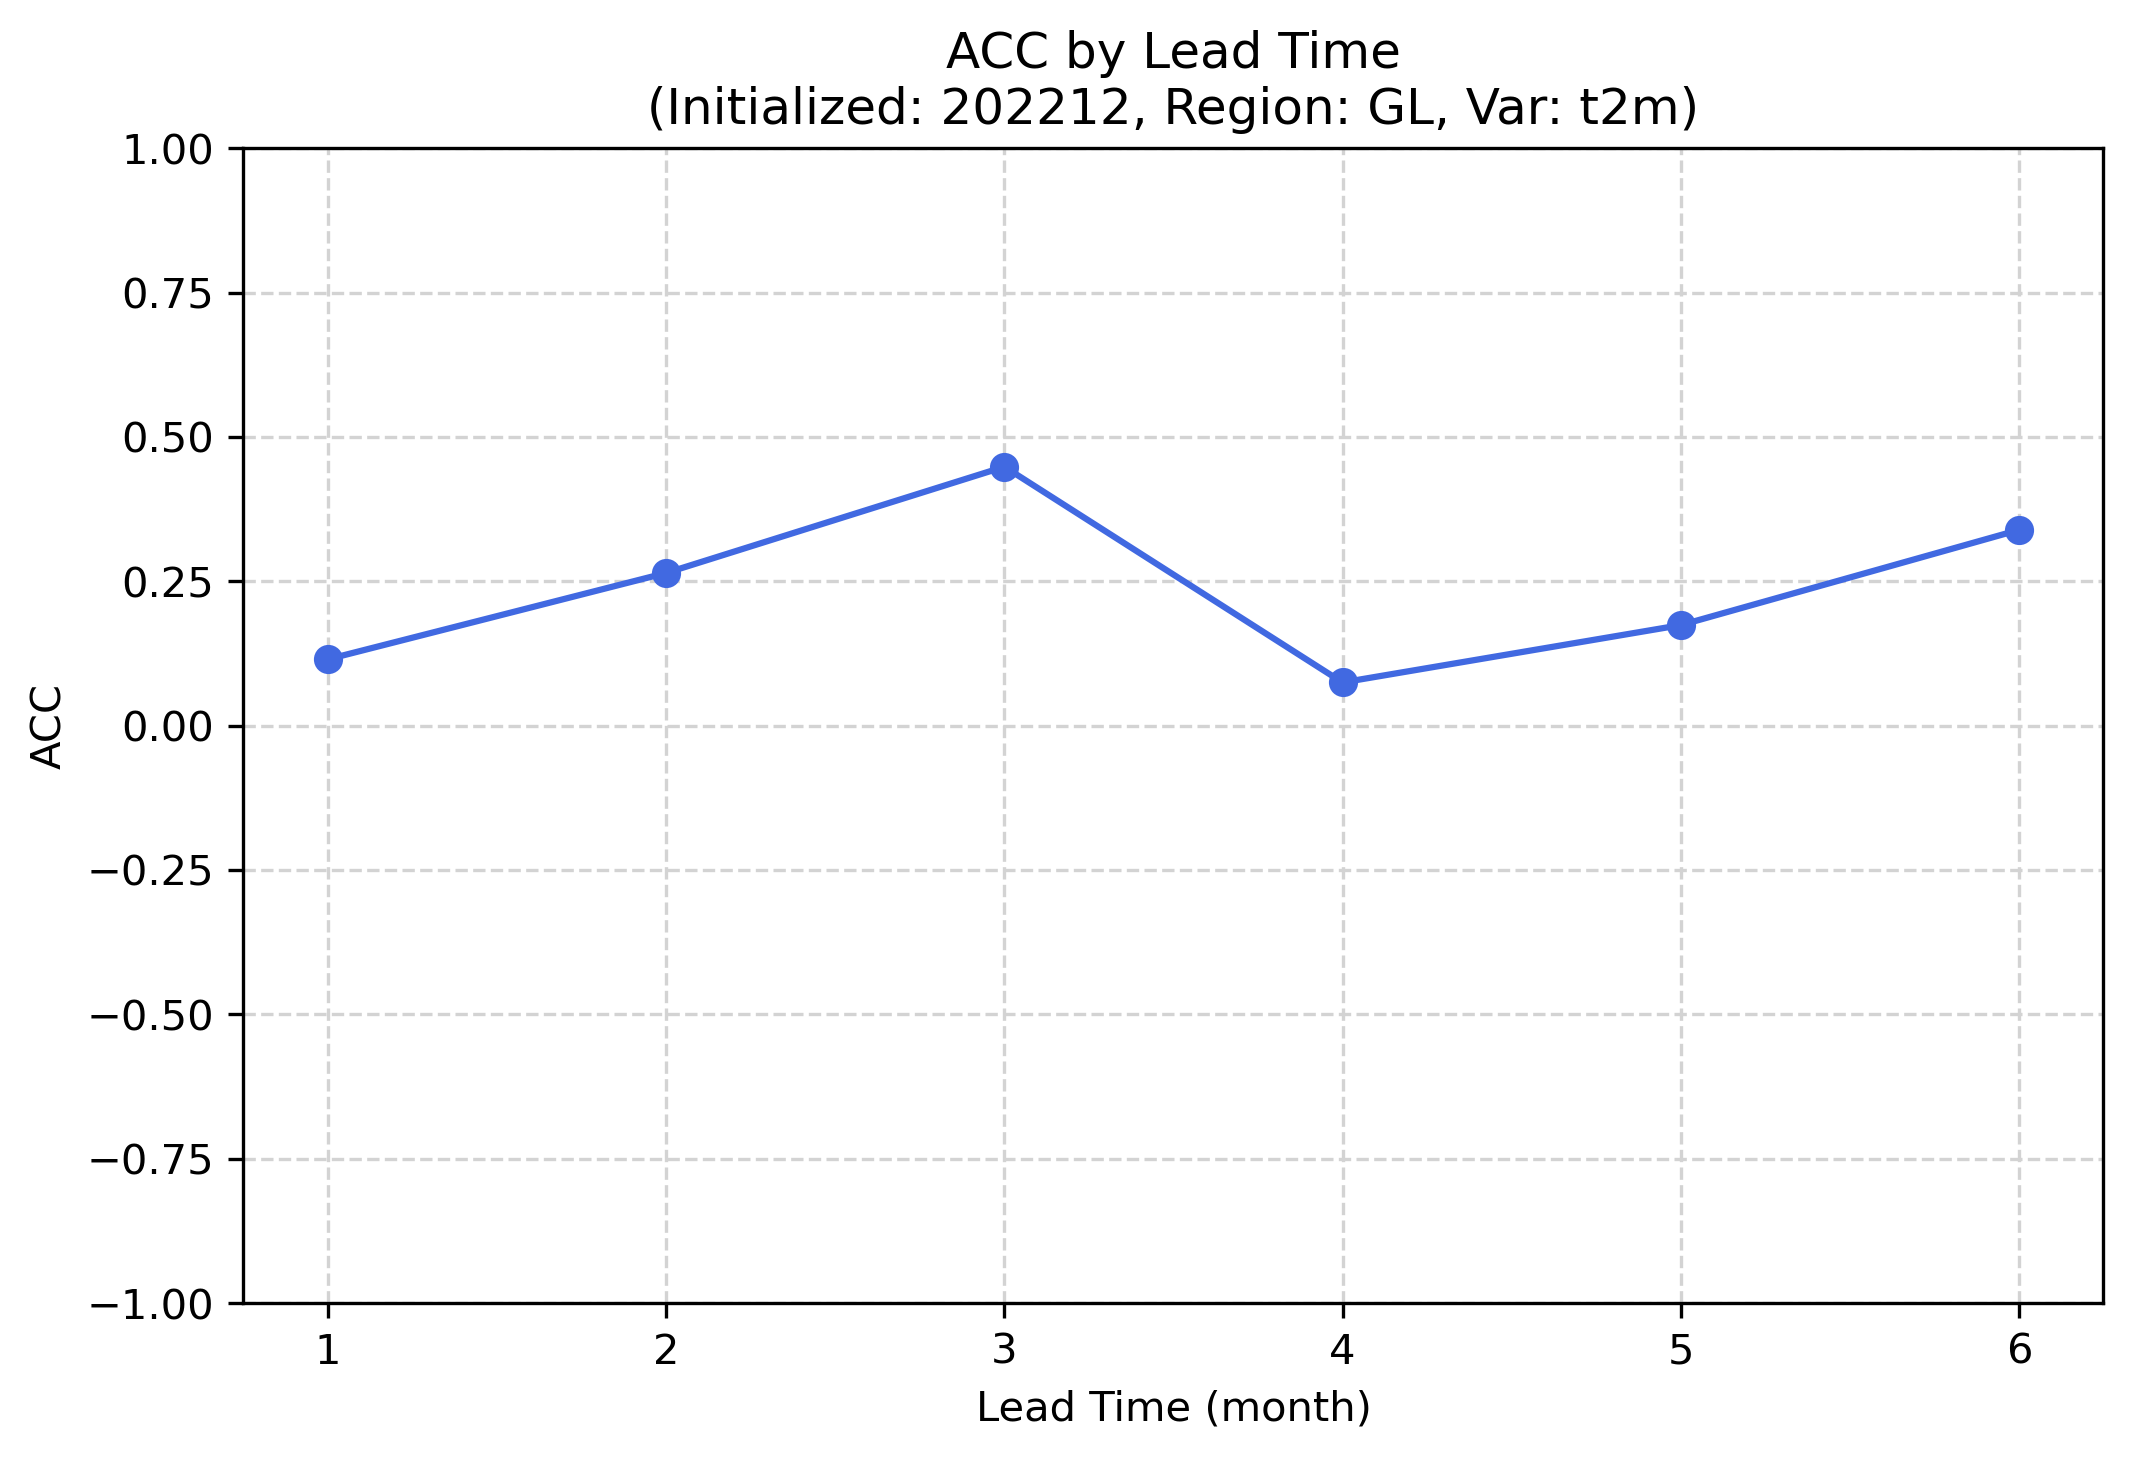 ACC by Lead Time
(Initialized: 202212, Region: GL, Var: t2m)
1.00
0.75
0.50
0.25
0.00
−0.25
−0.50
−0.75
−1.00
ACC
1 2 3 4 5 6
Lead Time (month)